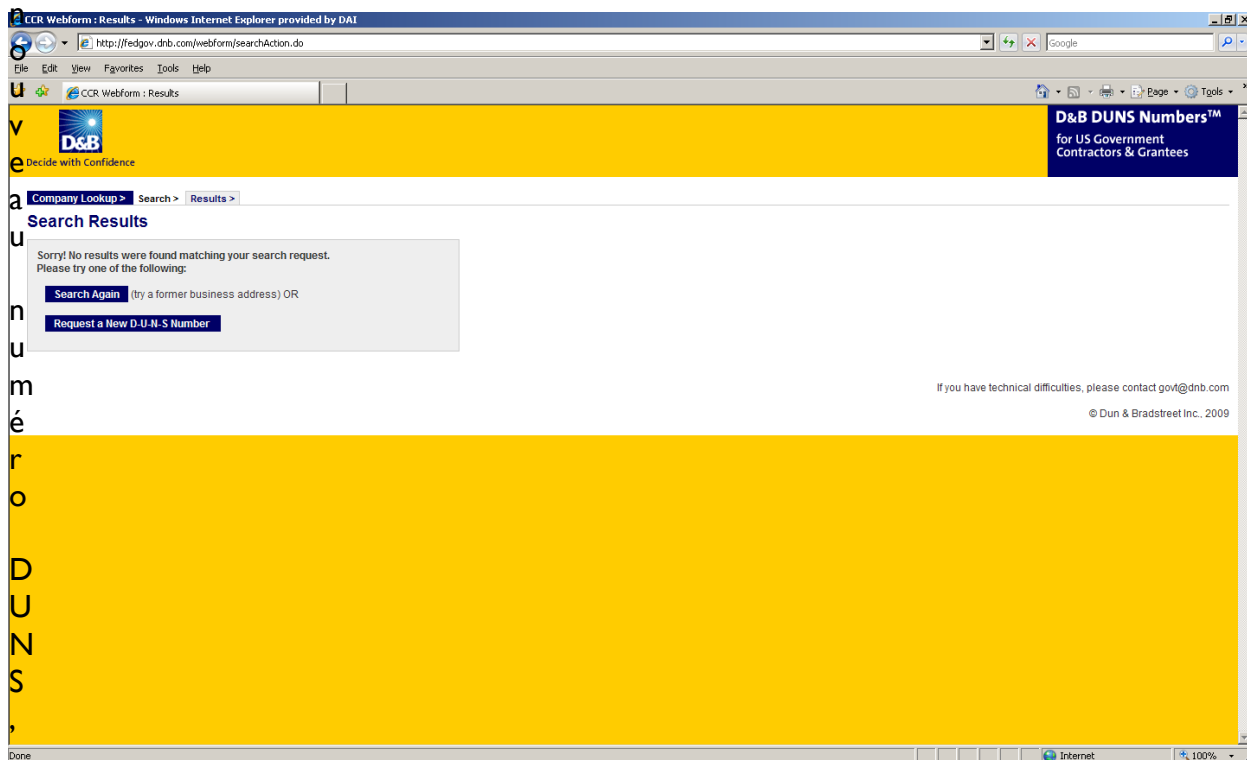 CCR Webform : Results - Windows Internet Explorer provided by DAI
http://fedgov.dnb.com/webform/searchAction.do
Google
File Edit View Favorites Tools Help
CCR Webform : Results
Page Tools
D&B
Decide with Confidence
D&B DUNS Numbers™
for US Government
Contractors & Grantees
Company Lookup > Search > Results >
Search Results
Sorry! No results were found matching your search request.
Please try one of the following:
Search Again (try a former business address) OR
Request a New D-U-N-S Number
If you have technical difficulties, please contact govt@dnb.com
© Dun & Bradstreet Inc., 2009
Done
Internet
100%
nouveau numéro DUNS,